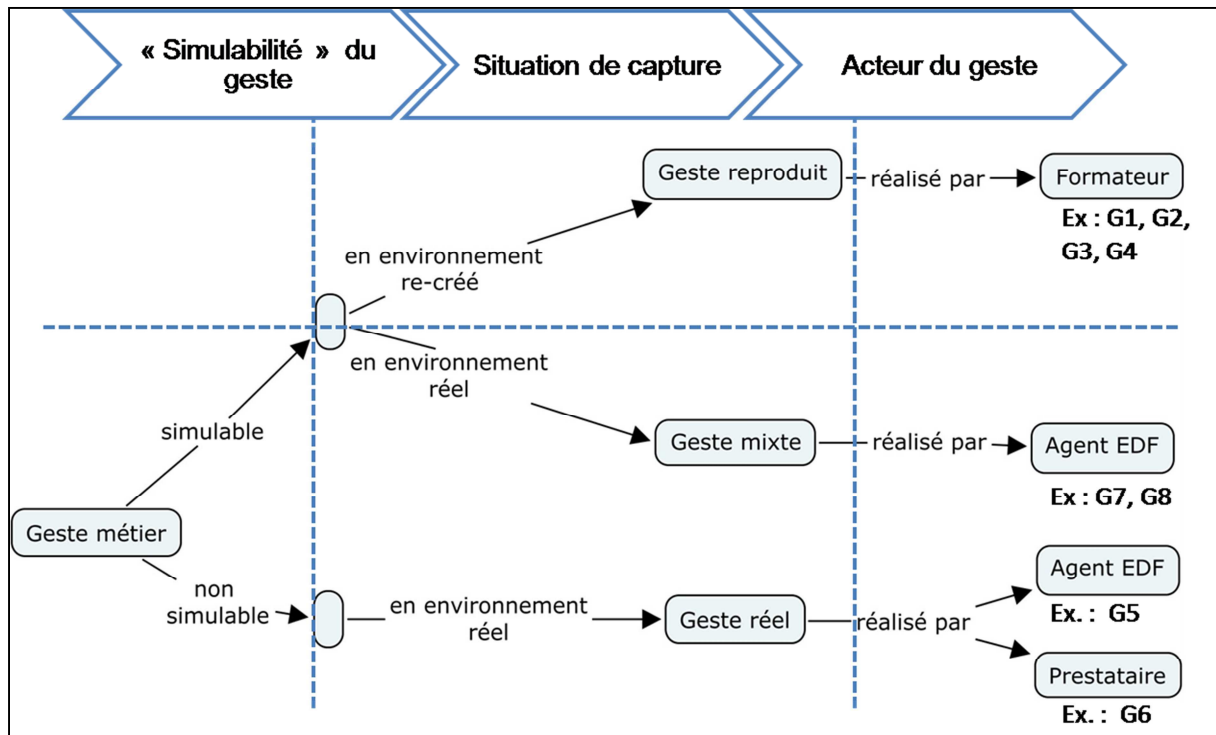 « Simulabilité » du
geste
Situation de capture
Acteur du geste
Geste reproduit
réalisé par
Formateur
Ex : G1, G2,
G3, G4
en environnement
re-créé
en environnement
réel
simulable
Geste mixte
réalisé par
Agent EDF
Ex : G7, G8
Geste métier
non
simulable
en environnement
réel
Geste réel
réalisé par
Agent EDF
Ex. : G5
Prestataire
Ex. : G6